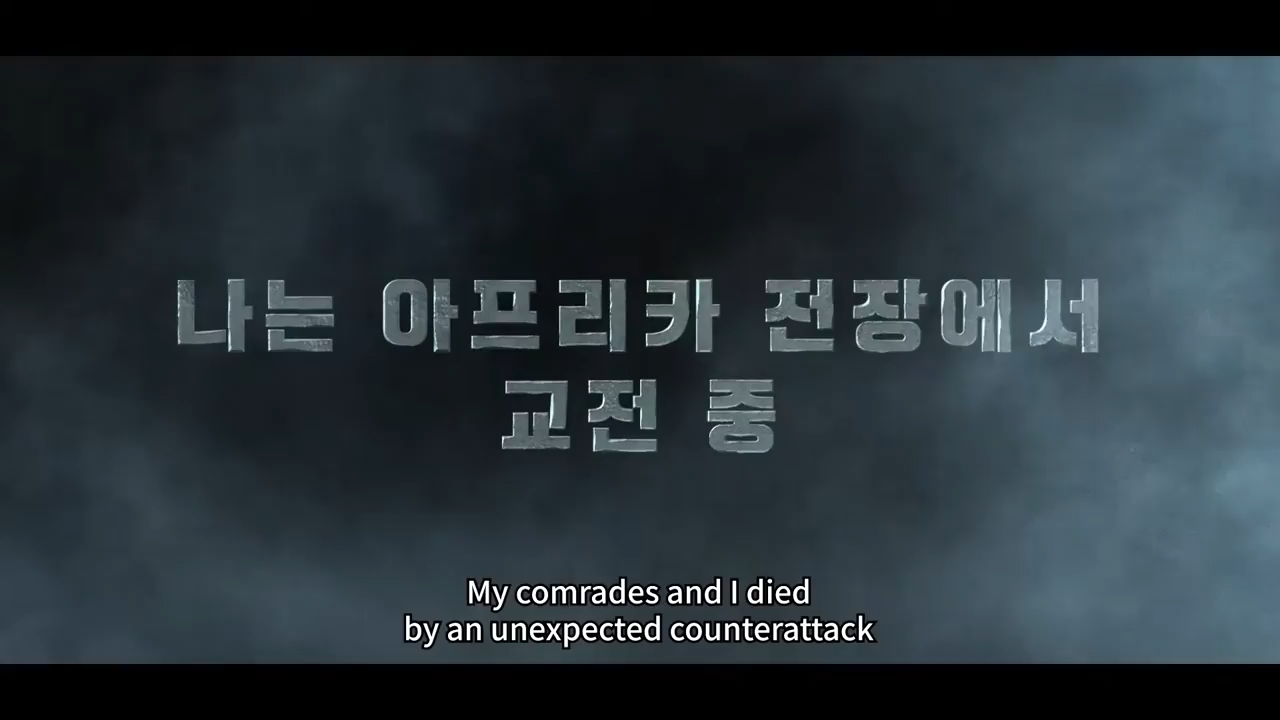 나는 아프리카 전장에서
교전 중
My comrades and I died
by an unexpected counterattack